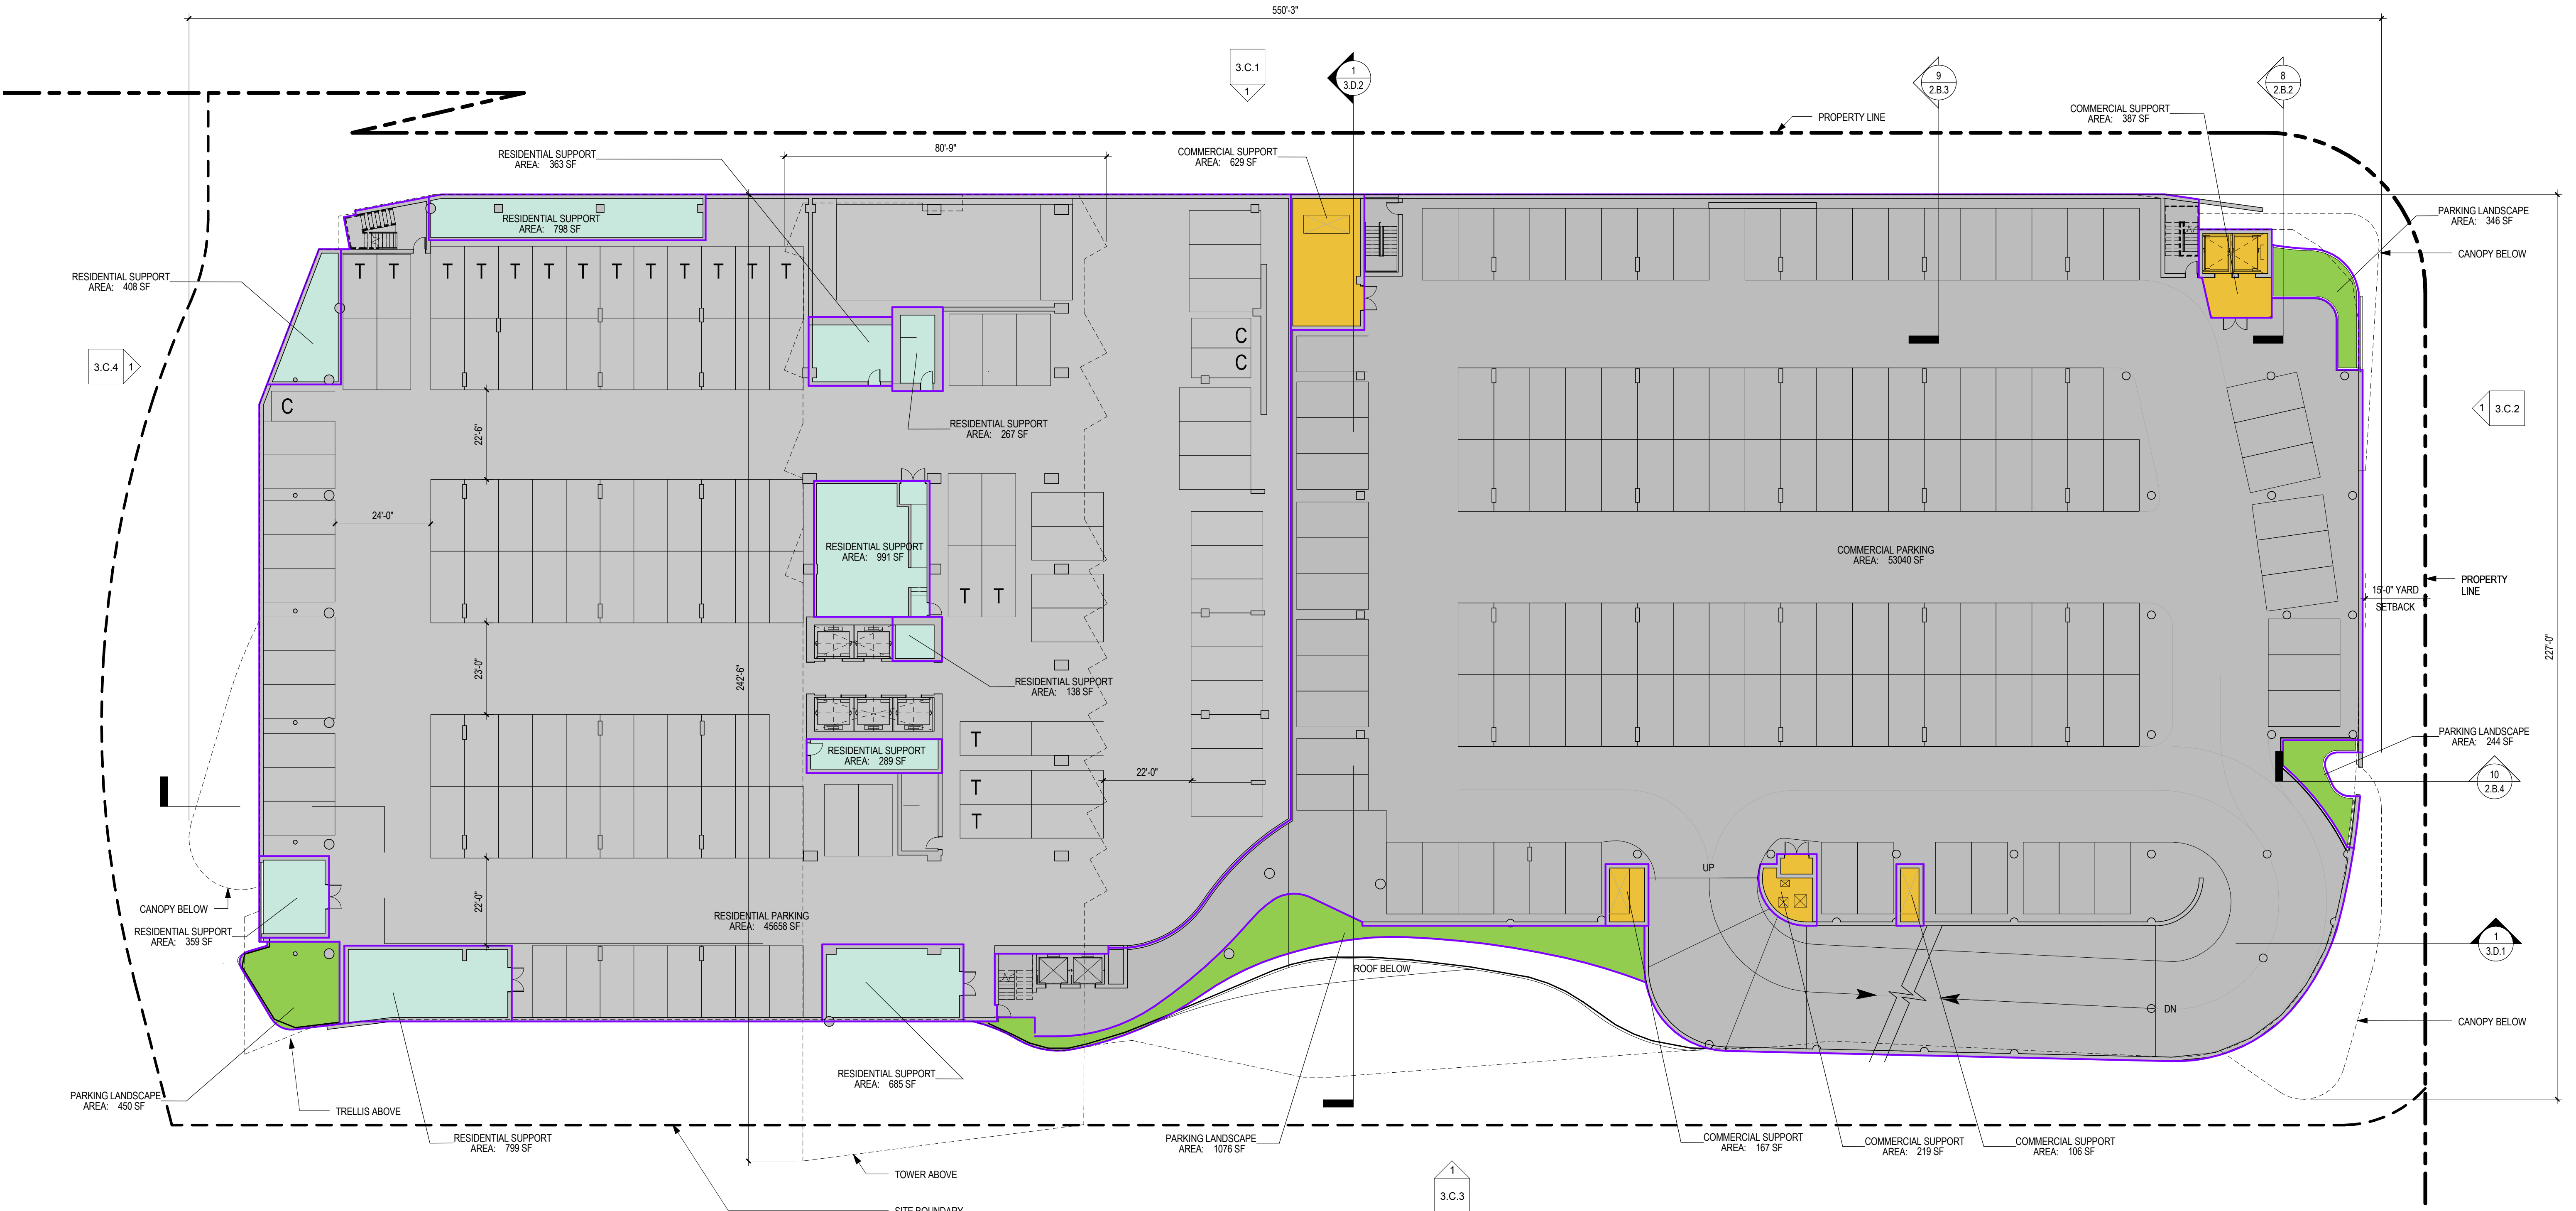 550'-3"
3.C.1
1
1
3.D.2
9
2.B.3
8
2.B.2
COMMERCIAL SUPPORT
AREA: 387 SF
PROPERTY LINE
RESIDENTIAL SUPPORT
AREA: 363 SF
80'-9"
COMMERCIAL SUPPORT
AREA: 629 SF
PARKING LANDSCAPE
AREA: 346 SF
RESIDENTIAL SUPPORT
AREA: 798 SF
CANOPY BELOW
RESIDENTIAL SUPPORT
AREA: 408 SF
T T T T T T T T T T T T T
C
C
3.C.4 1
C
1 3.C.2
22'-6"
RESIDENTIAL SUPPORT
AREA: 267 SF
24'-0"
RESIDENTIAL SUPPORT
AREA: 991 SF
COMMERCIAL PARKING
AREA: 53040 SF
T T
PROPERTY
LINE
15'-0" YARD
SETBACK
227'-0"
23'-0"
242'-6"
RESIDENTIAL SUPPORT
AREA: 138 SF
T
RESIDENTIAL SUPPORT
AREA: 289 SF
PARKING LANDSCAPE
AREA: 244 SF
22'-0"
T
10
2.B.4
T
UP
22'-0"
CANOPY BELOW
RESIDENTIAL PARKING
AREA: 45658 SF
RESIDENTIAL SUPPORT
AREA: 359 SF
1
3.D.1
ROOF BELOW
DN
CANOPY BELOW
RESIDENTIAL SUPPORT
AREA: 685 SF
PARKING LANDSCAPE
AREA: 450 SF
TRELLIS ABOVE
RESIDENTIAL SUPPORT
AREA: 799 SF
PARKING LANDSCAPE
AREA: 1076 SF
COMMERCIAL SUPPORT
AREA: 167 SF
COMMERCIAL SUPPORT
AREA: 219 SF
COMMERCIAL SUPPORT
AREA: 106 SF
TOWER ABOVE
1
3.C.3
SITE BOUNDARY